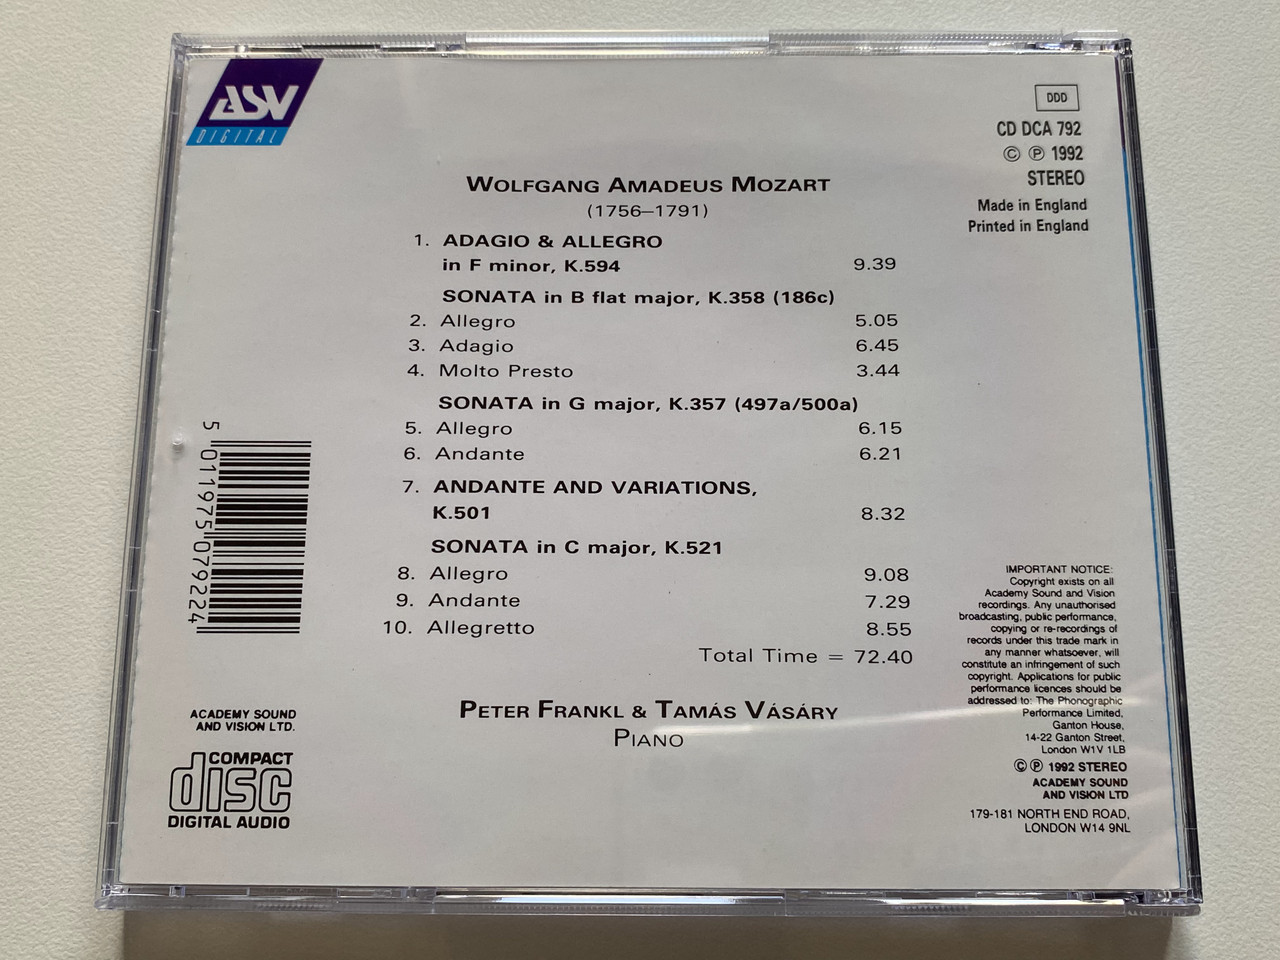 ASV
DIGITAL
DDD
CD DCA 792
© ℗ 1992
STEREO
Made in England
Printed in England
WOLFGANG AMADEUS MOZART
(1756–1791)
1. ADAGIO & ALLEGRO
in F minor, K.594 9.39
SONATA in B flat major, K.358 (186c)
2. Allegro 5.05
3. Adagio 6.45
4. Molto Presto 3.44
SONATA in G major, K.357 (497a/500a)
5. Allegro 6.15
6. Andante 6.21
7. ANDANTE AND VARIATIONS,
K.501 8.32
SONATA in C major, K.521
8. Allegro 9.08
9. Andante 7.29
10. Allegretto 8.55
Total Time = 72.40
PETER FRANKL & TAMÁS VÁSÁRY
PIANO
5 011975 079224
ACADEMY SOUND
AND VISION LTD.
COMPACT
disc
DIGITAL AUDIO
IMPORTANT NOTICE:
Copyright exists on all
Academy Sound and Vision
recordings. Any unauthorised
broadcasting, public performance,
copying or re-recordings of
records under this trade mark in
any manner whatsoever, will
constitute an infringement of such
copyright. Applications for public
performance licences should be
addressed to: The Phonographic
Performance Limited,
Ganton House,
14-22 Ganton Street,
London W1V 1LB
© ℗ 1992 STEREO
ACADEMY SOUND
AND VISION LTD
179-181 NORTH END ROAD,
LONDON W14 9NL